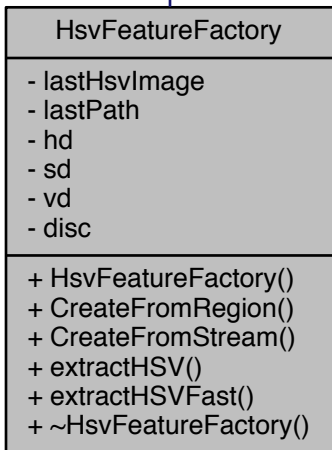 HsvFeatureFactory
- lastHsvImage
- lastPath
- hd
- sd
- vd
- disc
+ HsvFeatureFactory()
+ CreateFromRegion()
+ CreateFromStream()
+ extractHSV()
+ extractHSVFast()
+ ~HsvFeatureFactory()